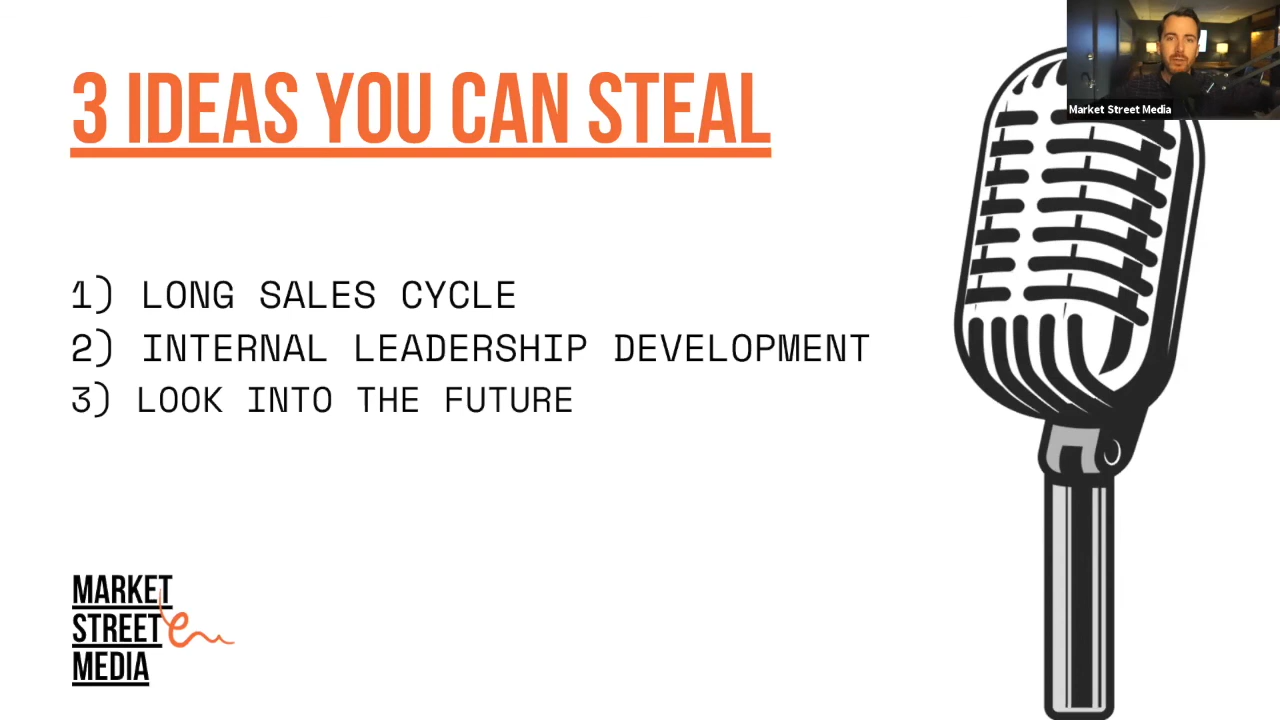 3 IDEAS YOU CAN STEAL
Market Street Media
1) LONG SALES CYCLE
2) INTERNAL LEADERSHIP DEVELOPMENT
3) LOOK INTO THE FUTURE
MARKET
STREET
MEDIA